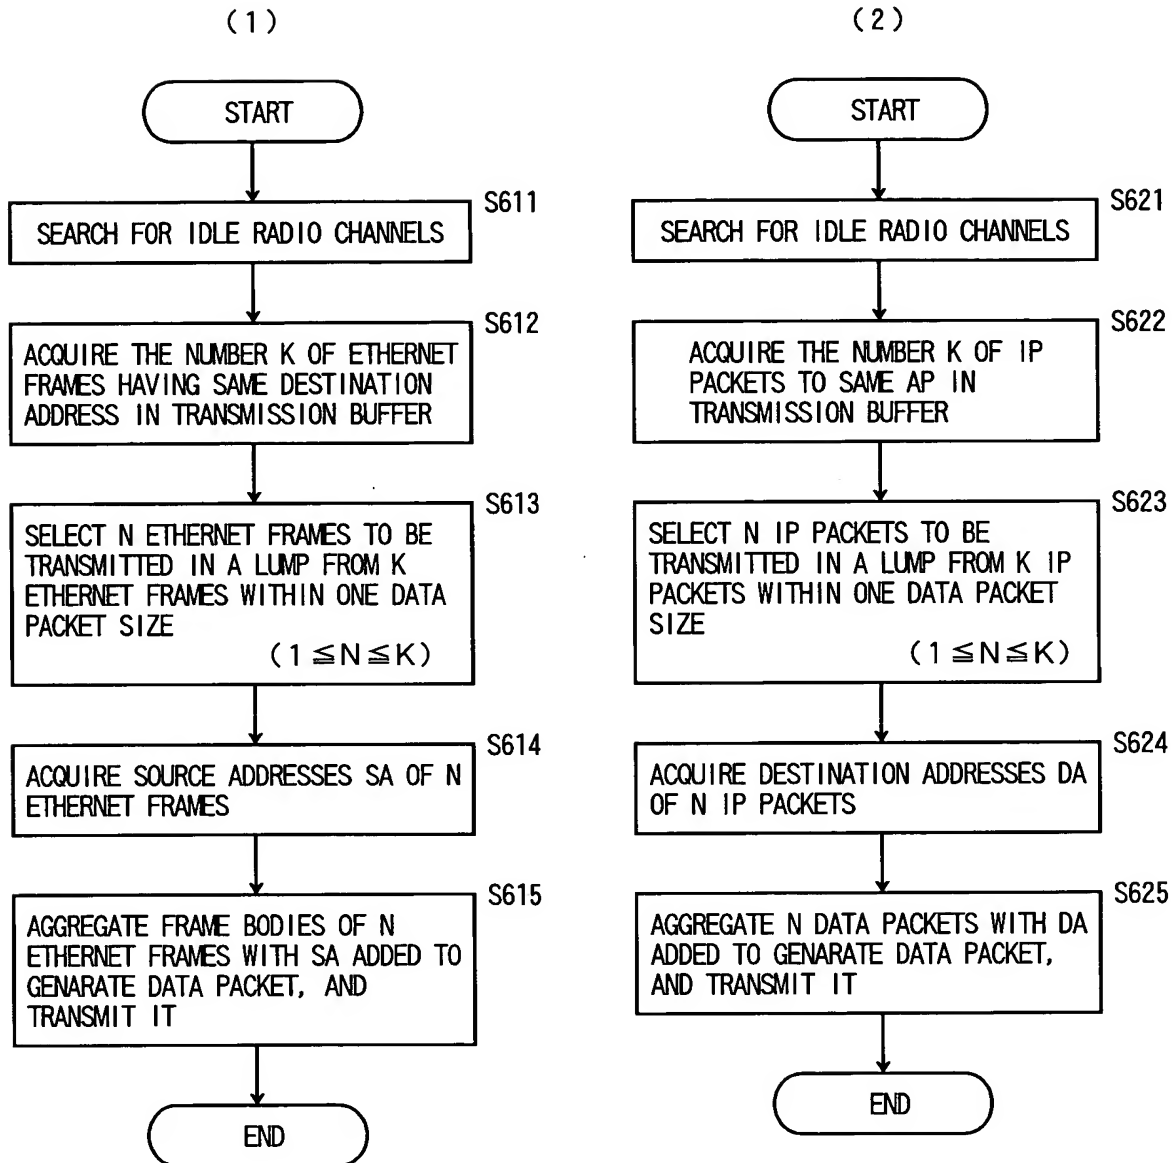 (1)
START
S611
SEARCH FOR IDLE RADIO CHANNELS
S612
ACQUIRE THE NUMBER K OF ETHERNET
FRAMES HAVING SAME DESTINATION
ADDRESS IN TRANSMISSION BUFFER
S613
SELECT N ETHERNET FRAMES TO BE
TRANSMITTED IN A LUMP FROM K
ETHERNET FRAMES WITHIN ONE DATA
PACKET SIZE
(1≦N≦K)
S614
ACQUIRE SOURCE ADDRESSES SA OF N
ETHERNET FRAMES
S615
AGGREGATE FRAME BODIES OF N
ETHERNET FRAMES WITH SA ADDED TO
GENARATE DATA PACKET, AND
TRANSMIT IT
END
(2)
START
S621
SEARCH FOR IDLE RADIO CHANNELS
S622
ACQUIRE THE NUMBER K OF IP
PACKETS TO SAME AP IN
TRANSMISSION BUFFER
S623
SELECT N IP PACKETS TO BE
TRANSMITTED IN A LUMP FROM K IP
PACKETS WITHIN ONE DATA PACKET
SIZE
(1≦N≦K)
S624
ACQUIRE DESTINATION ADDRESSES DA
OF N IP PACKETS
S625
AGGREGATE N DATA PACKETS WITH DA
ADDED TO GENARATE DATA PACKET,
AND TRANSMIT IT
END